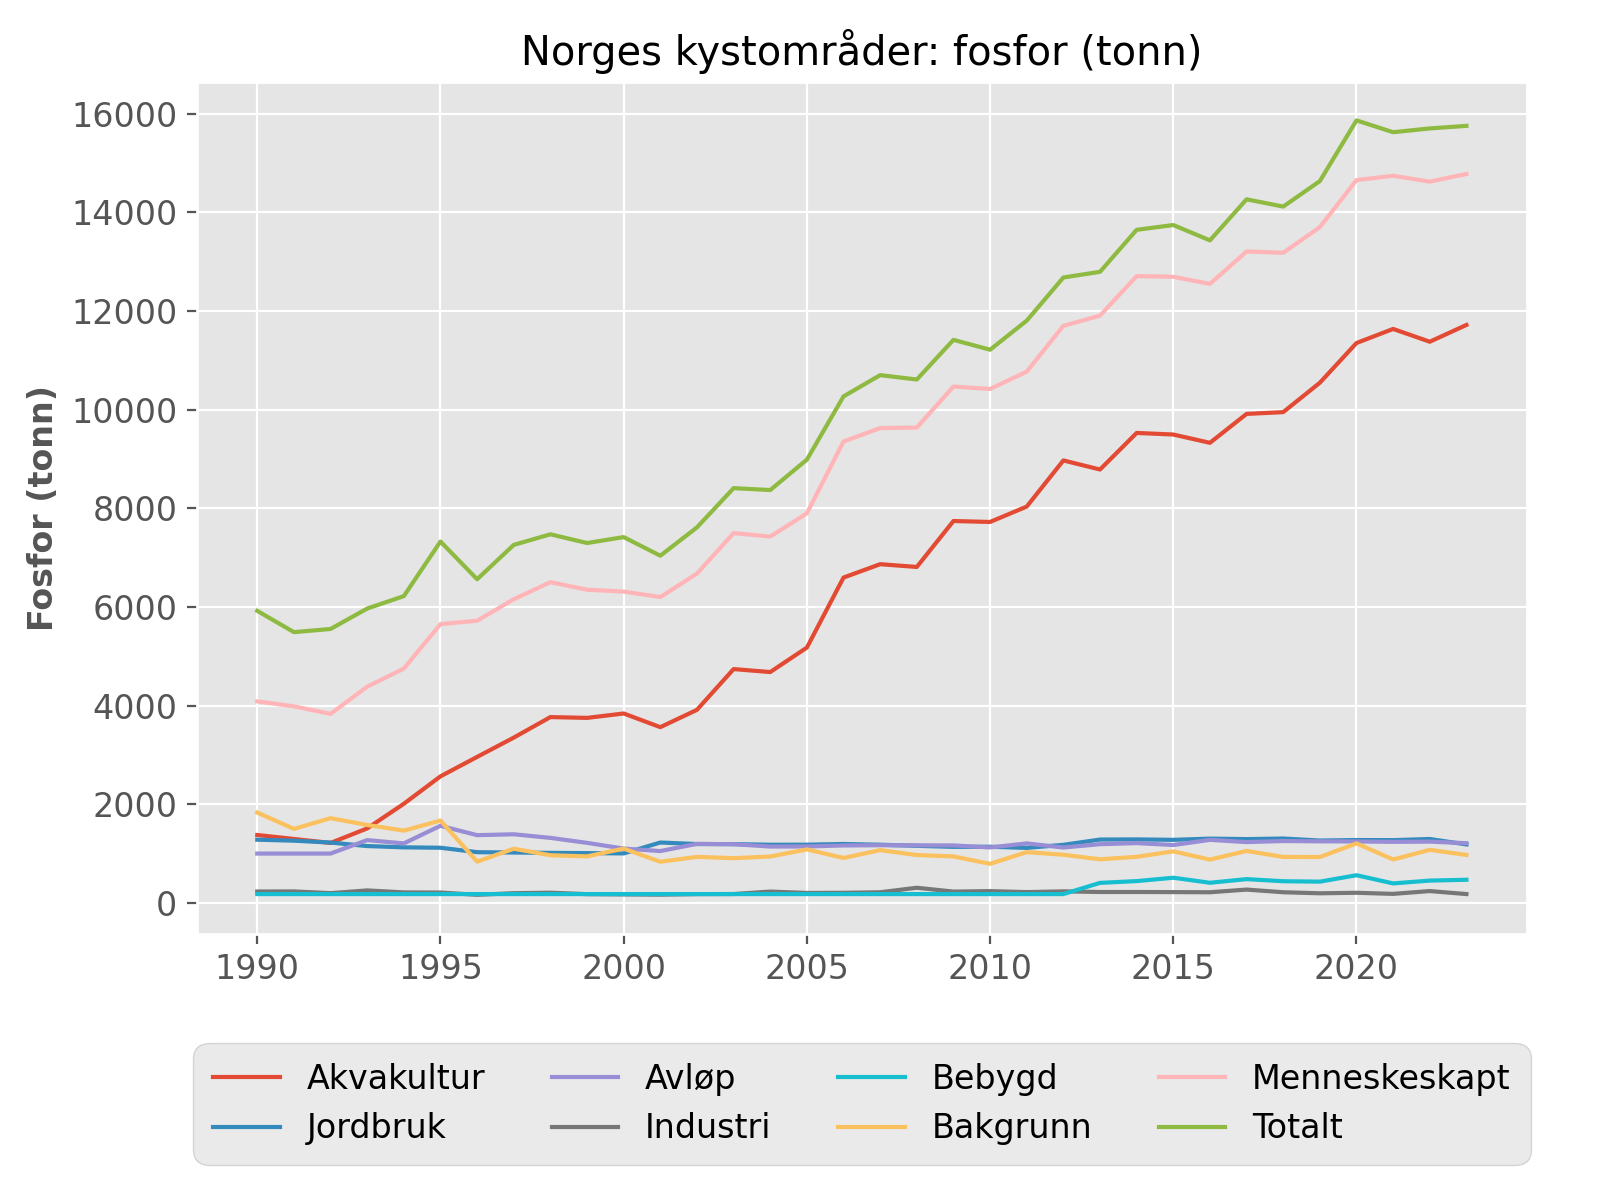 Norges kystområder: fosfor (tonn)
Fosfor (tonn)
16000
14000
12000
10000
8000
6000
4000
2000
0
1990 1995 2000 2005 2010 2015 2020
Akvakultur Avløp Bebygd Menneskeskapt
Jordbruk Industri Bakgrunn Totalt